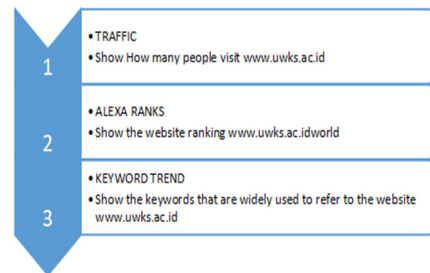 1
• TRAFFIC
• Show How many people visit www.uwks.ac.id
2
• ALEXA RANKS
• Show the website ranking www.uwks.ac.idworld
3
• KEYWORD TREND
• Show the keywords that are widely used to refer to the website
www.uwks.ac.id